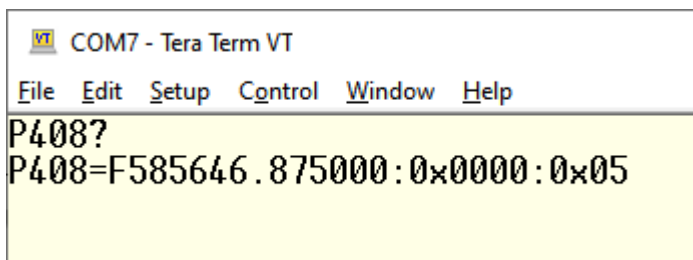 COM7 - Tera Term VT
File Edit Setup Control Window Help
P408?
P408=F585646.875000:0x0000:0x05